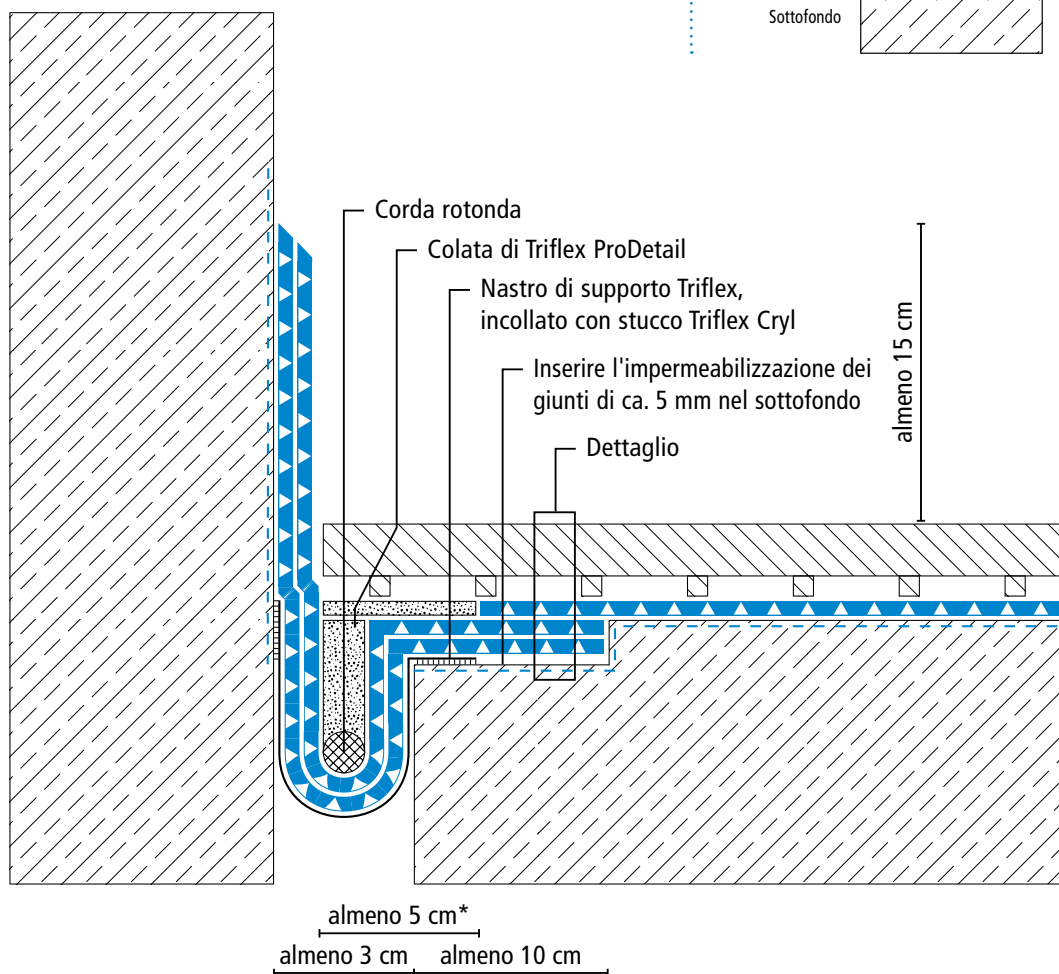 Sottofondo
Corda rotonda
Colata di Triflex ProDetail
Nastro di supporto Triflex,
incollato con stucco Triflex Cryl
Inserire l'impermeabilizzazione dei
giunti di ca. 5 mm nel sottofondo
Dettaglio
almeno 15 cm
almeno 5 cm*
almeno 3 cm
almeno 10 cm